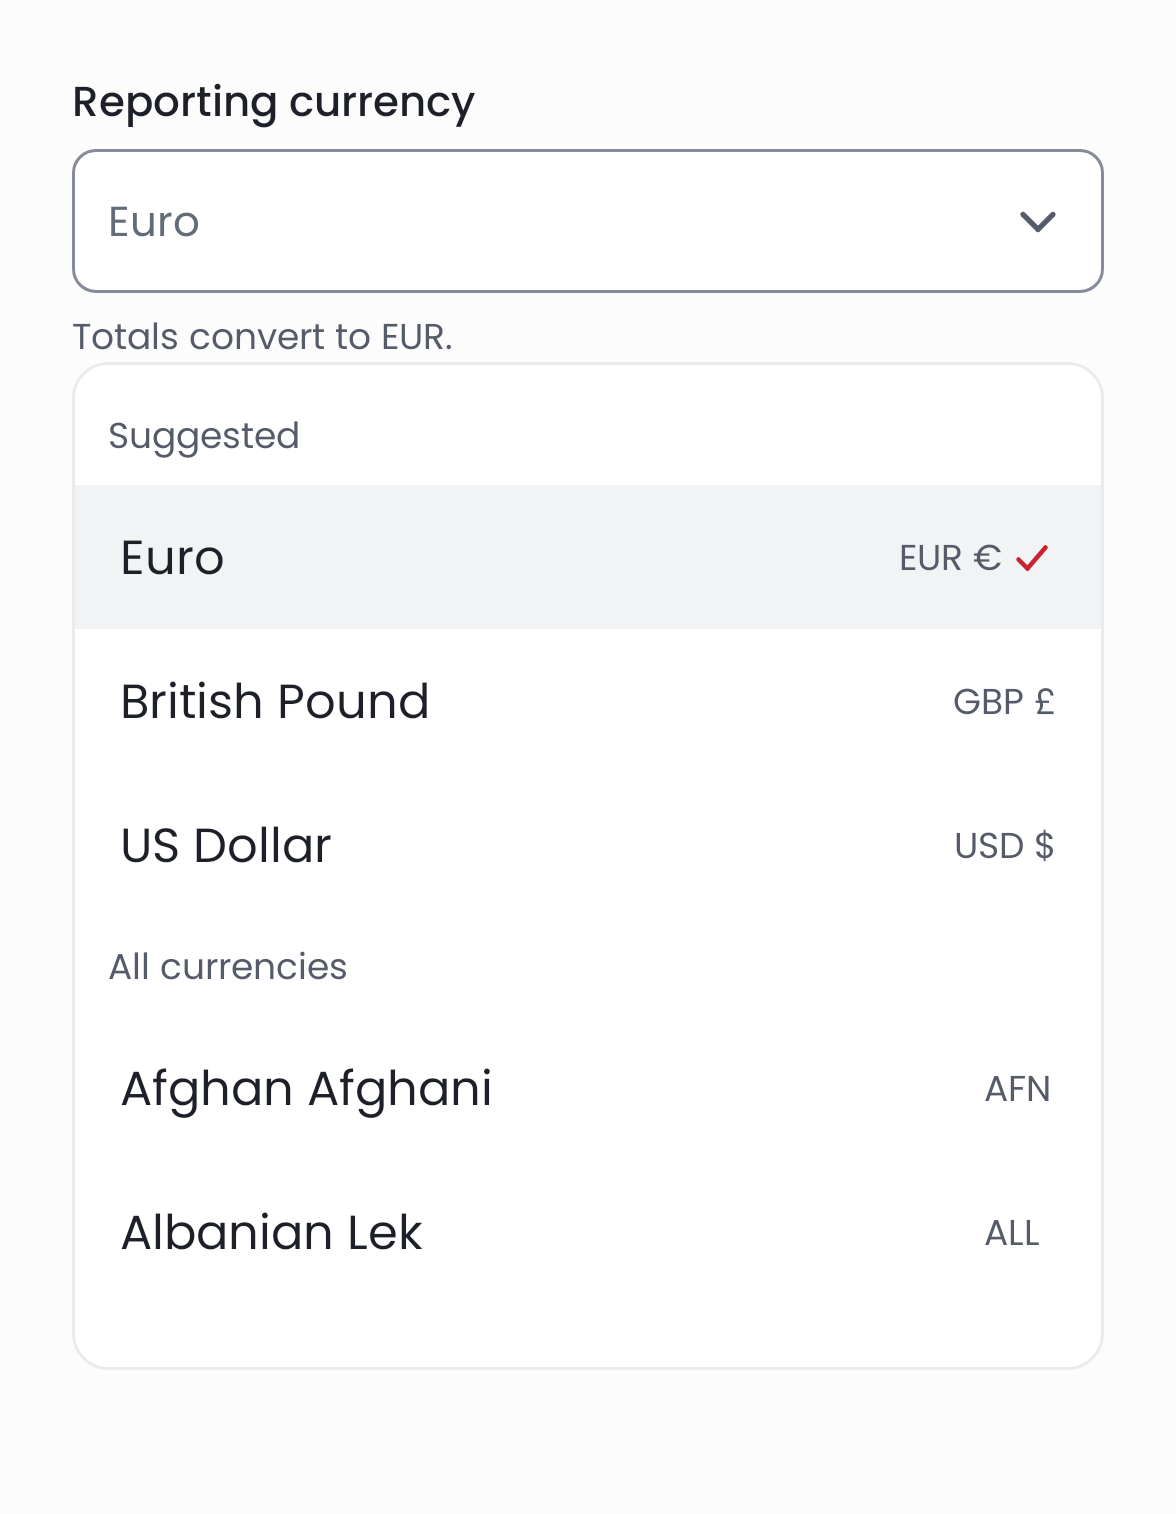 Reporting currency
Euro
Totals convert to EUR.
Suggested
Euro EUR €
British Pound GBP £
US Dollar USD $
All currencies
Afghan Afghani AFN
Albanian Lek ALL